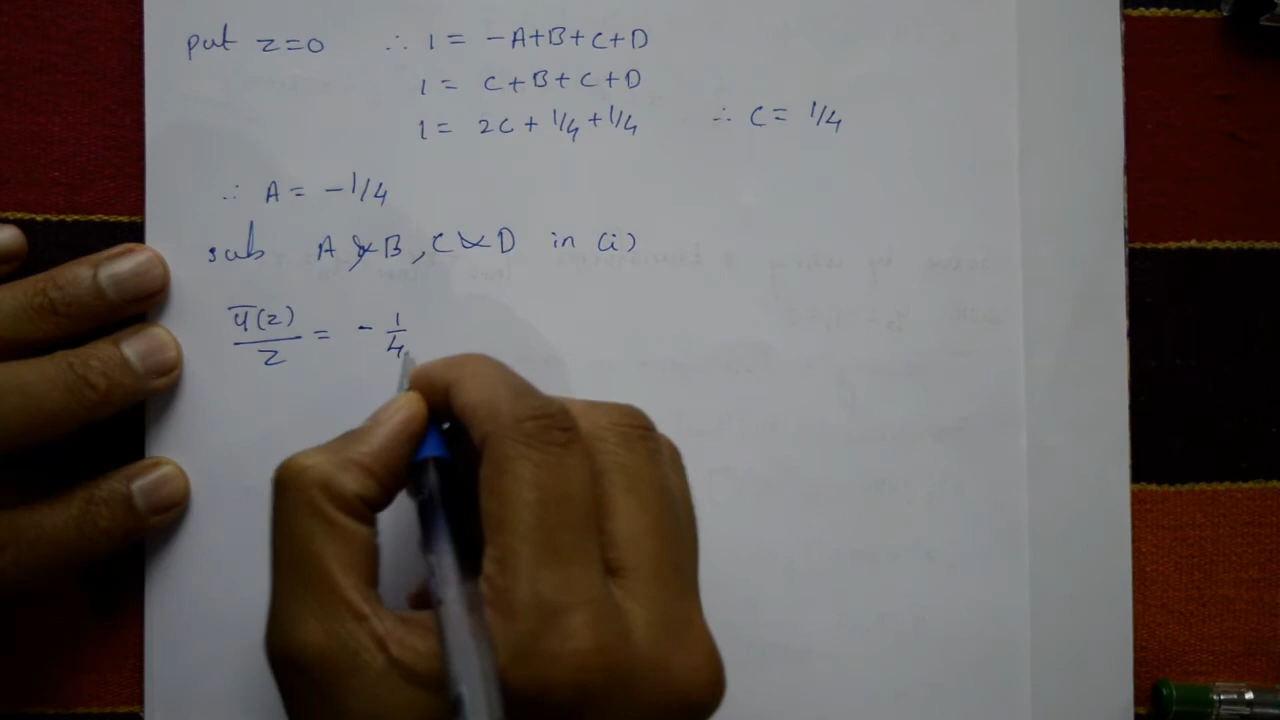 put z=0 ∴ 1 = -A+B+C+D
1 = C+B+C+D
1 = 2C + 1/4 + 1/4 ∴ C = 1/4
∴ A = -1/4
sub A & B, C & D in (i)
ȳ(z)/z = - 1/4